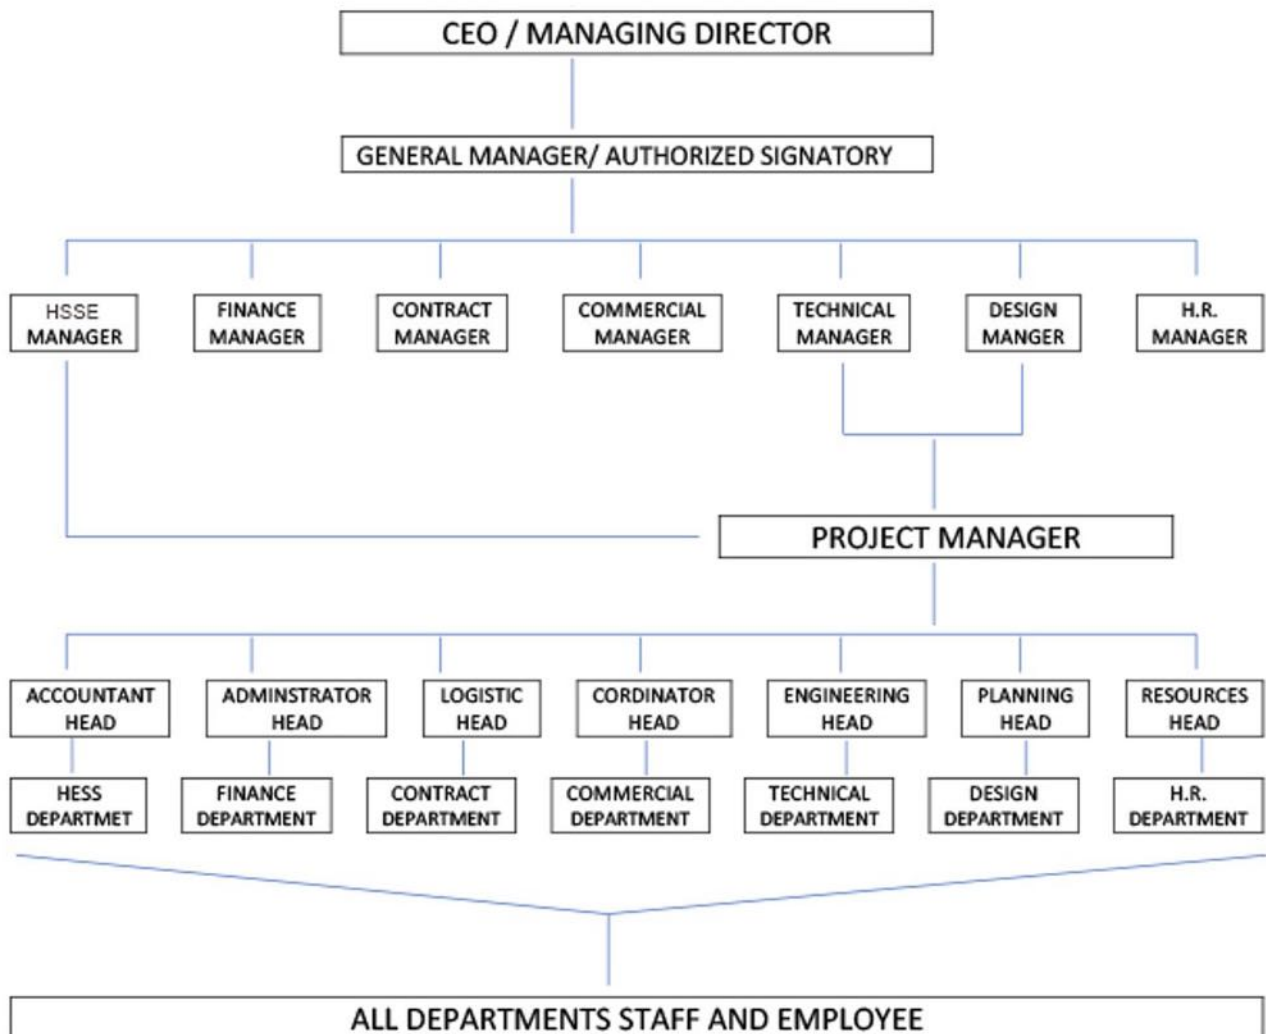 CEO / MANAGING DIRECTOR
GENERAL MANAGER/ AUTHORIZED SIGNATORY
HSSE
MANAGER
FINANCE
MANAGER
CONTRACT
MANAGER
COMMERCIAL
MANAGER
TECHNICAL
MANAGER
DESIGN
MANGER
H.R.
MANAGER
PROJECT MANAGER
ACCOUNTANT
HEAD
ADMINSTRATOR
HEAD
LOGISTIC
HEAD
CORDINATOR
HEAD
ENGINEERING
HEAD
PLANNING
HEAD
RESOURCES
HEAD
HESS
DEPARTMET
FINANCE
DEPARTMENT
CONTRACT
DEPARTMENT
COMMERCIAL
DEPARTMENT
TECHNICAL
DEPARTMENT
DESIGN
DEPARTMENT
H.R.
DEPARTMENT
ALL DEPARTMENTS STAFF AND EMPLOYEE